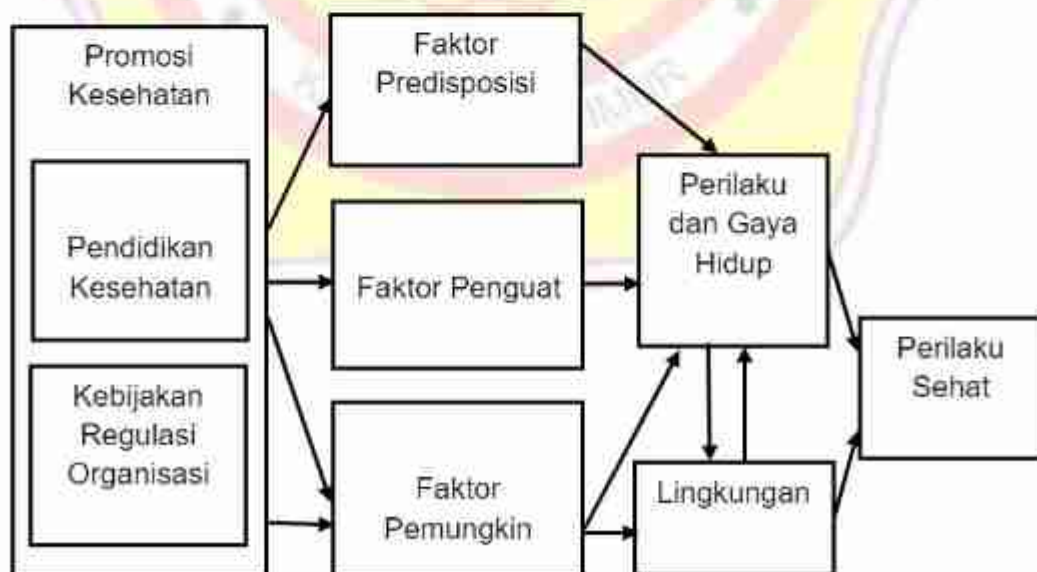 Promosi
Kesehatan
Pendidikan
Kesehatan
Kebijakan
Regulasi
Organisasi
Faktor
Predisposisi
Faktor Penguat
Faktor
Pemungkin
Perilaku
dan Gaya
Hidup
Lingkungan
Perilaku
Sehat